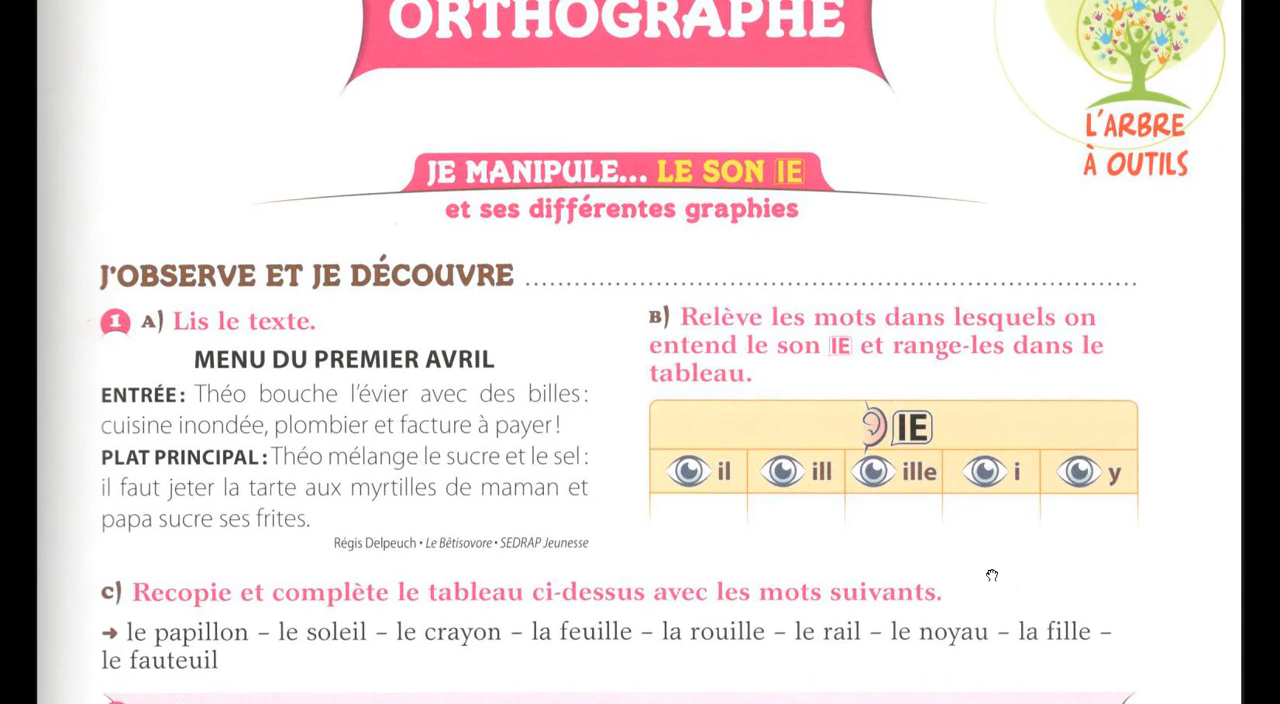 ORTHOGRAPHE
L'ARBRE
À OUTILS
JE MANIPULE... LE SON IE
et ses différentes graphies
J'OBSERVE ET JE DÉCOUVRE
1 A) Lis le texte.
MENU DU PREMIER AVRIL
ENTRÉE : Théo bouche l'évier avec des billes :
cuisine inondée, plombier et facture à payer !
PLAT PRINCIPAL : Théo mélange le sucre et le sel :
il faut jeter la tarte aux myrtilles de maman et
papa sucre ses frites.
Régis Delpeuch • Le Bêtisovore • SEDRAP Jeunesse
B) Relève les mots dans lesquels on
entend le son IE et range-les dans le
tableau.
IE
il ill ille i y
C) Recopie et complète le tableau ci-dessus avec les mots suivants.
➜ le papillon – le soleil – le crayon – la feuille – la rouille – le rail – le noyau – la fille –
le fauteuil